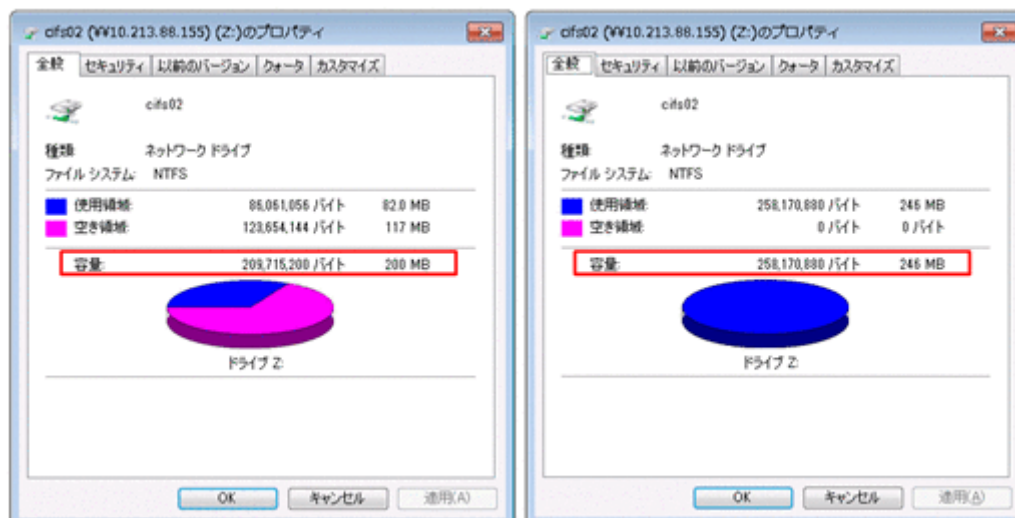 cifs02 (¥¥10.213.88.155) (Z:)のプロパティ
全般 セキュリティ 以前のバージョン クォータ カスタマイズ
cifs02
種類: ネットワーク ドライブ
ファイル システム: NTFS
使用領域: 86,061,056 バイト 82.0 MB
空き領域: 123,654,144 バイト 117 MB
容量: 209,715,200 バイト 200 MB
ドライブ Z:
OK キャンセル 適用(A)
cifs02 (¥¥10.213.88.155) (Z:)のプロパティ
全般 セキュリティ 以前のバージョン クォータ カスタマイズ
cifs02
種類: ネットワーク ドライブ
ファイル システム: NTFS
使用領域: 258,170,880 バイト 246 MB
空き領域: 0 バイト 0 バイト
容量: 258,170,880 バイト 246 MB
ドライブ Z:
OK キャンセル 適用(A)